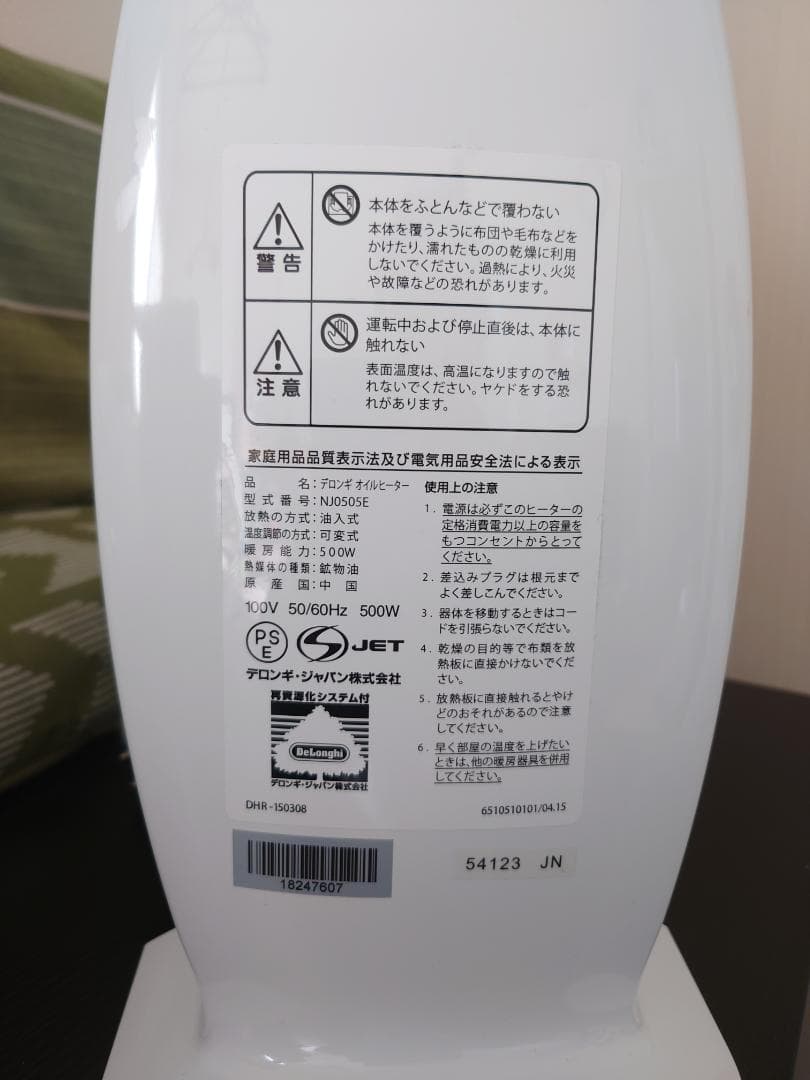 警告
本体をふとんなどで覆わない
本体を覆うように布団や毛布などを
かけたり、濡れたものの乾燥に利用
しないでください。過熱により、火災
や故障などの恐れがあります。
注意
運転中および停止直後は、本体に
触れない
表面温度は、高温になりますので触
れないでください。ヤケドをする恐
れがあります。
家庭用品品質表示法及び電気用品安全法による表示
品名：デロンギ オイルヒーター
型式番号：NJ0505E
放熱の方式：油入式
温度調節の方式：可変式
暖房能力：500W
熱媒体の種類：鉱物油
原産国：中国
100V 50/60Hz 500W
PS
E
S JET
デロンギ・ジャパン株式会社
再資源化システム付
DeLonghi
デロンギ・ジャパン株式会社
DHR-150308
使用上の注意
1. 電源は必ずこのヒーターの
定格消費電力以上の容量を
もつコンセントからとって
ください。
2. 差込みプラグは根元まで
よく差しこんでください。
3. 器体を移動するときはコー
ドを引張らないでください。
4. 乾燥の目的等で布類を放
熱板に直接かけないでくだ
さい。
5. 放熱板に直接触れるとやけ
どのおそれがあるので注意
してください。
6. 早く部屋の温度を上げたい
ときは、他の暖房器具を併用
してください。
6510510101/04.15
18247607
54123 JN